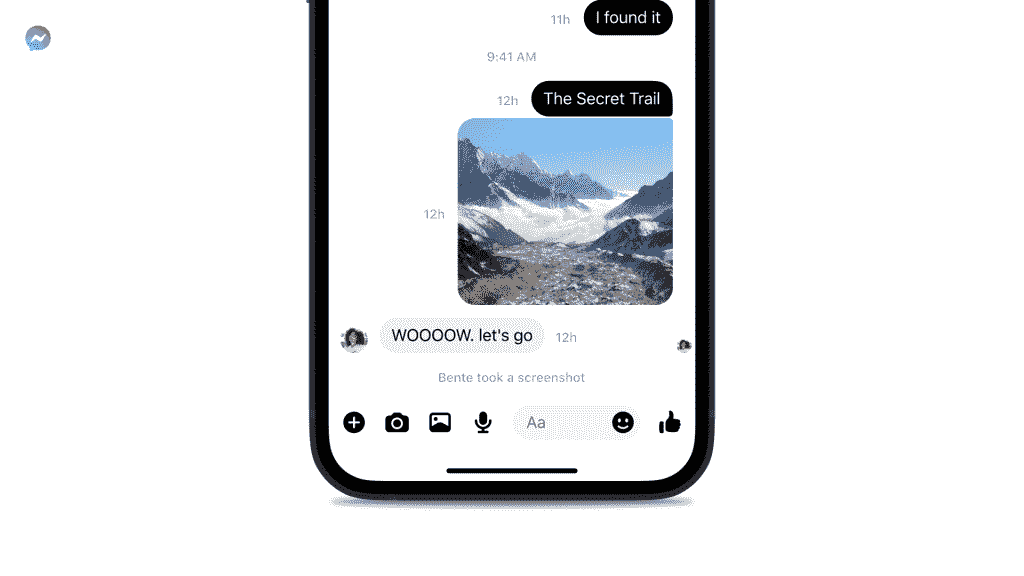 11h I found it
9:41 AM
12h The Secret Trail
12h
WOOOOW. let's go 12h
Bente took a screenshot
Aa